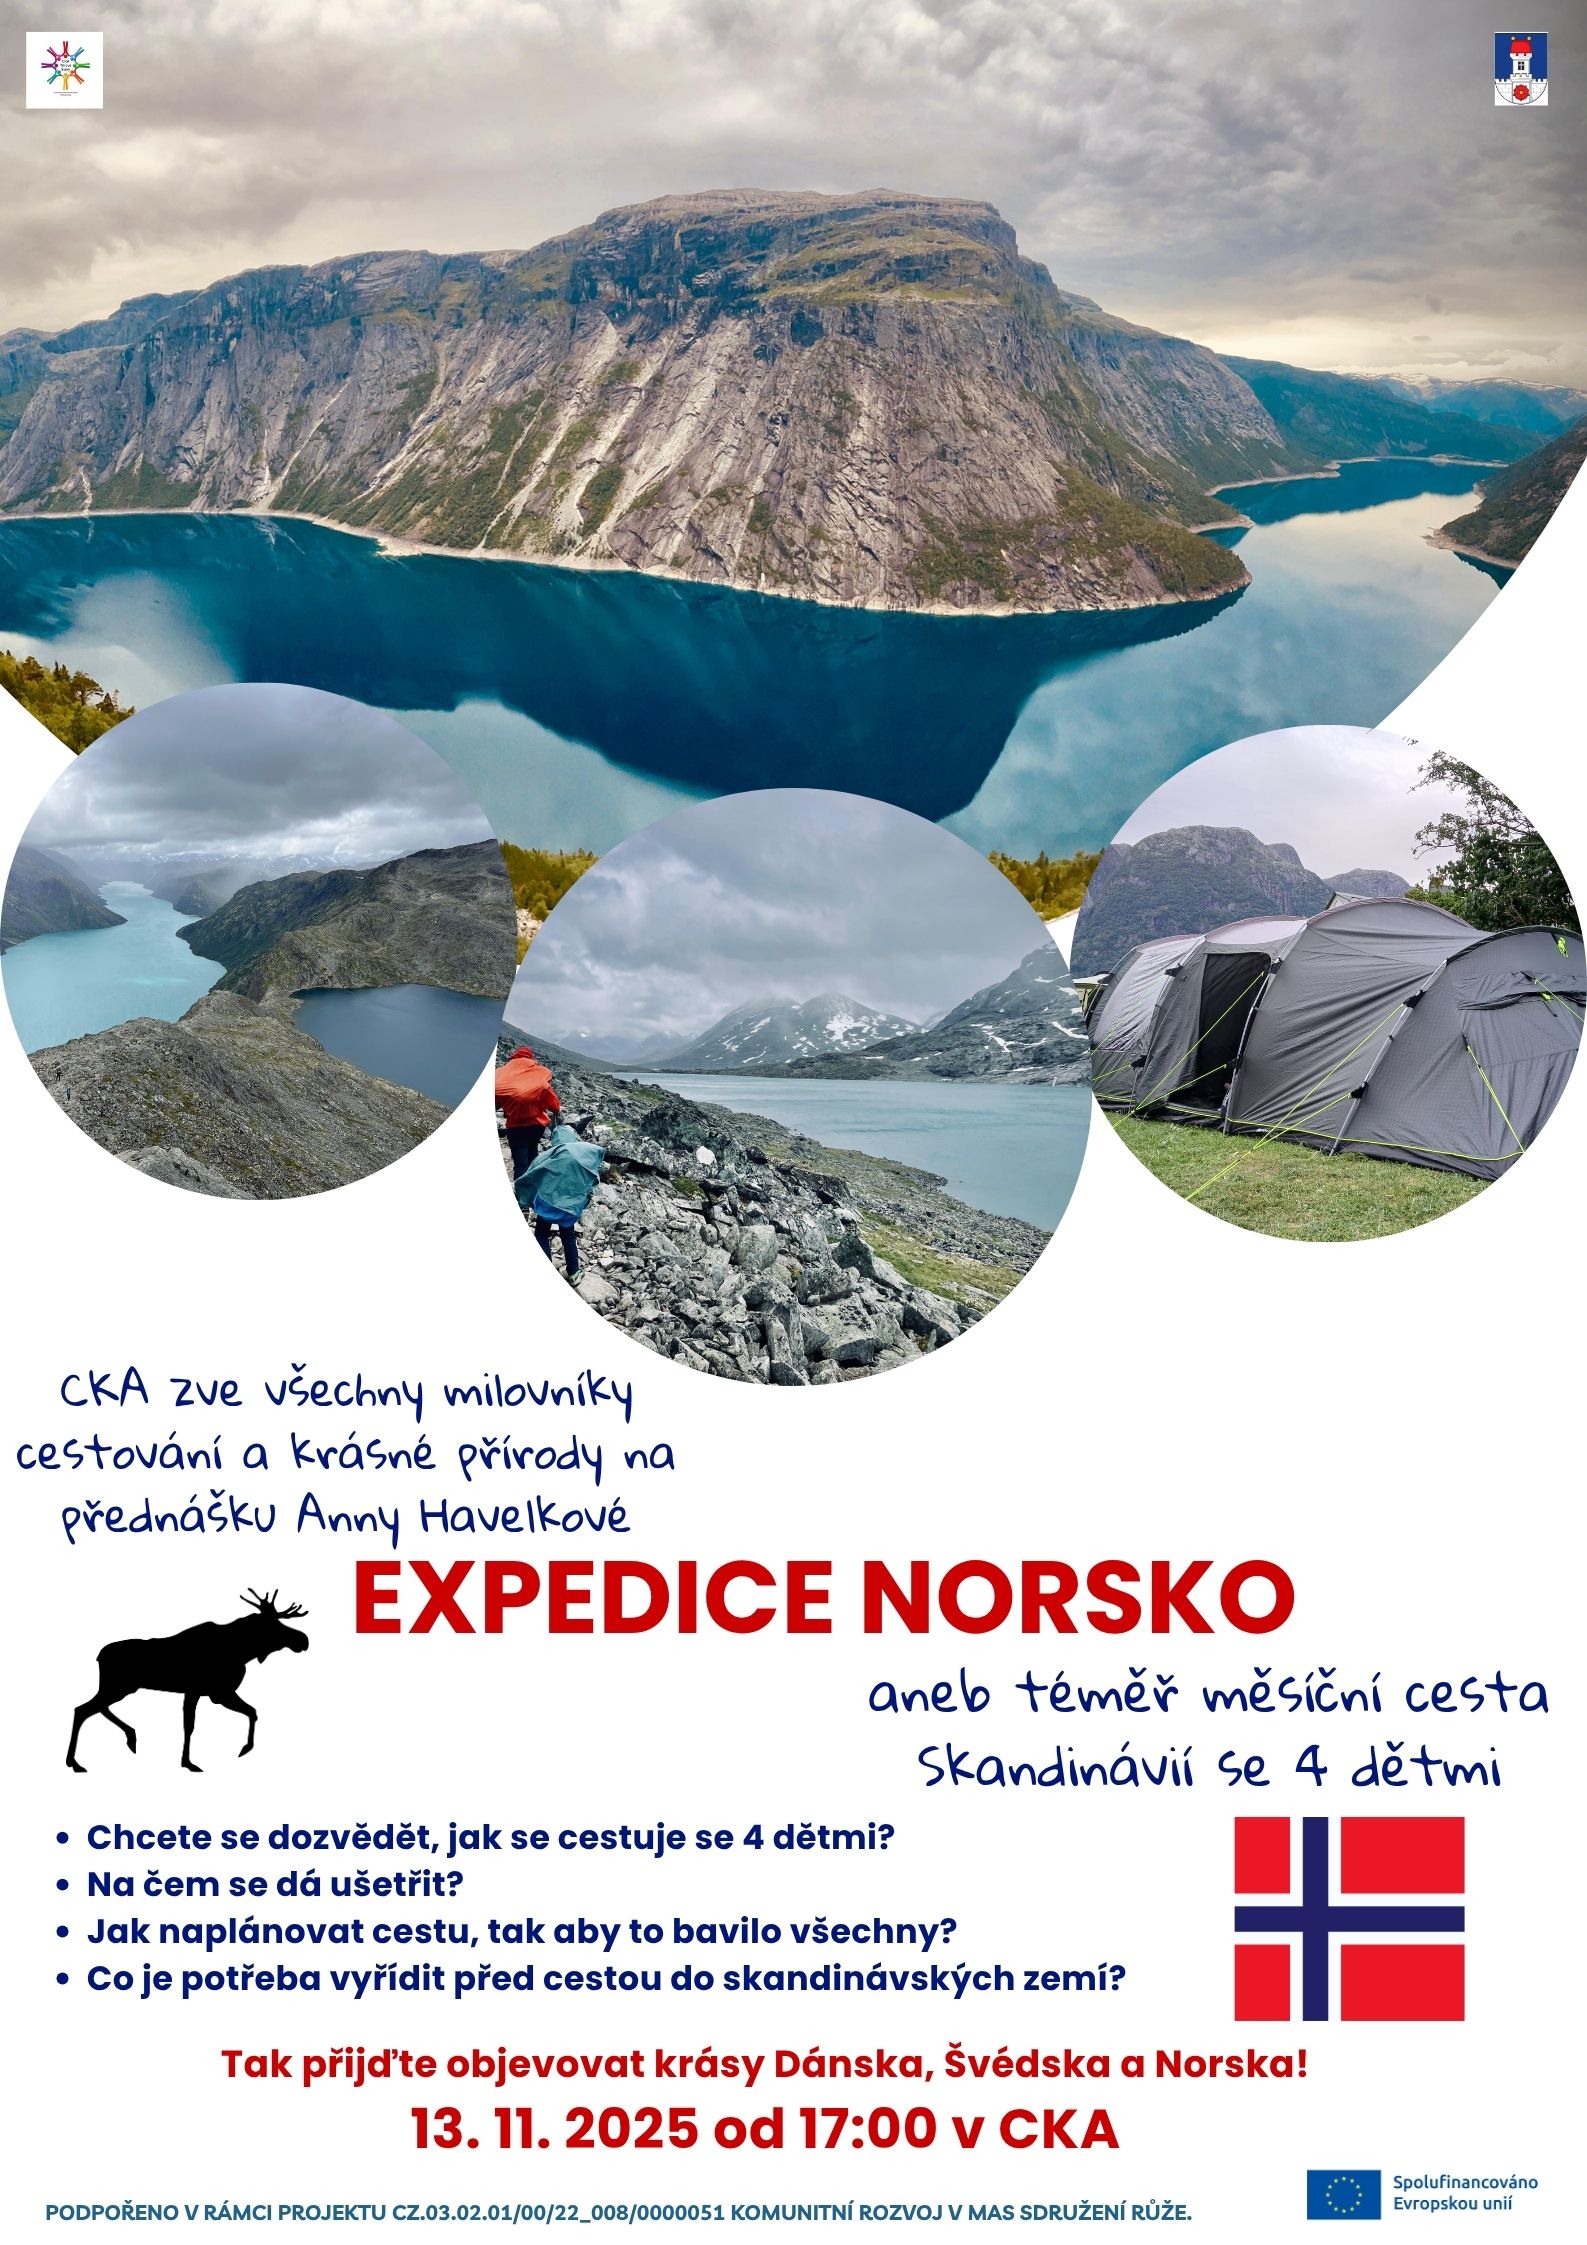 CKA zve všechny milovníky
cestování a krásné přírody na
přednášku Anny Havelkové
EXPEDICE NORSKO
aneb téměř měsíční cesta
Skandinávií se 4 dětmi
• Chcete se dozvědět, jak se cestuje se 4 dětmi?
• Na čem se dá ušetřit?
• Jak naplánovat cestu, tak aby to bavilo všechny?
• Co je potřeba vyřídit před cestou do skandinávských zemí?
Tak přijďte objevovat krásy Dánska, Švédska a Norska!
13. 11. 2025 od 17:00 v CKA
PODPOŘENO V RÁMCI PROJEKTU CZ.03.02.01/00/22_008/0000051 KOMUNITNÍ ROZVOJ V MAS SDRUŽENÍ RŮŽE.
Spolufinancováno
Evropskou unií